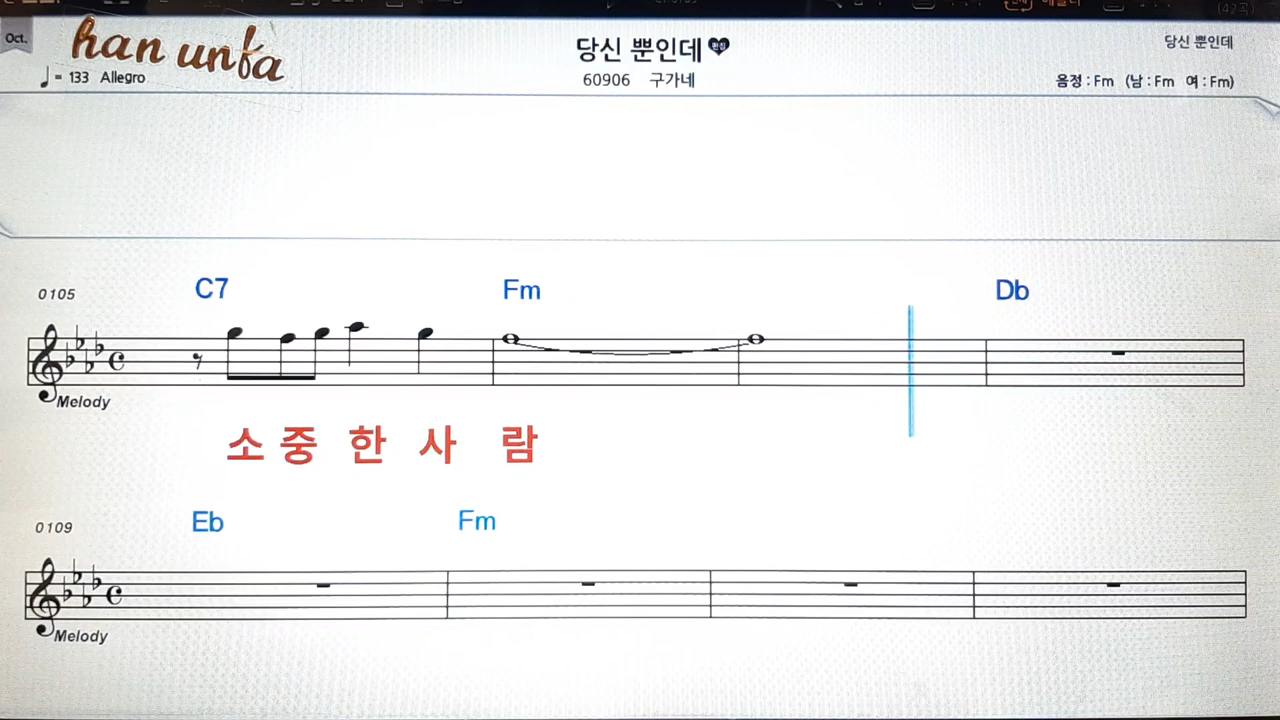 Oct.
han unfa
= 133 Allegro
당신 뿐인데
편집
60906 구가네
당신 뿐인데
음정 : Fm (남 : Fm 여 : Fm)
0105
C7 Fm Db
Melody
소 중 한 사 람
0109
Eb Fm
Melody